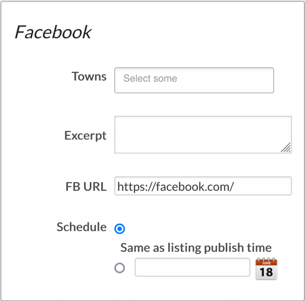 Facebook
Towns Select some
Excerpt
FB URL https://facebook.com/
Schedule
Same as listing publish time
18